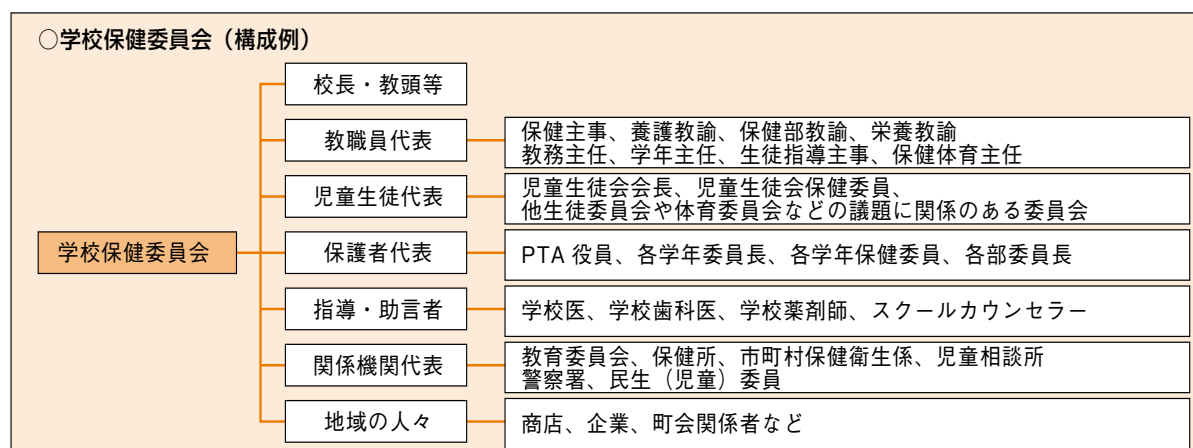 ○学校保健委員会（構成例）
校長・教頭等
教職員代表
保健主事、養護教諭、保健部教諭、栄養教諭
教務主任、学年主任、生徒指導主事、保健体育主任
児童生徒代表
児童生徒会会長、児童生徒会保健委員、
他生徒委員会や体育委員会などの議題に関係のある委員会
学校保健委員会
保護者代表
PTA 役員、各学年委員長、各学年保健委員、各部委員長
指導・助言者
学校医、学校歯科医、学校薬剤師、スクールカウンセラー
関係機関代表
教育委員会、保健所、市町村保健衛生係、児童相談所
警察署、民生（児童）委員
地域の人々
商店、企業、町会関係者など